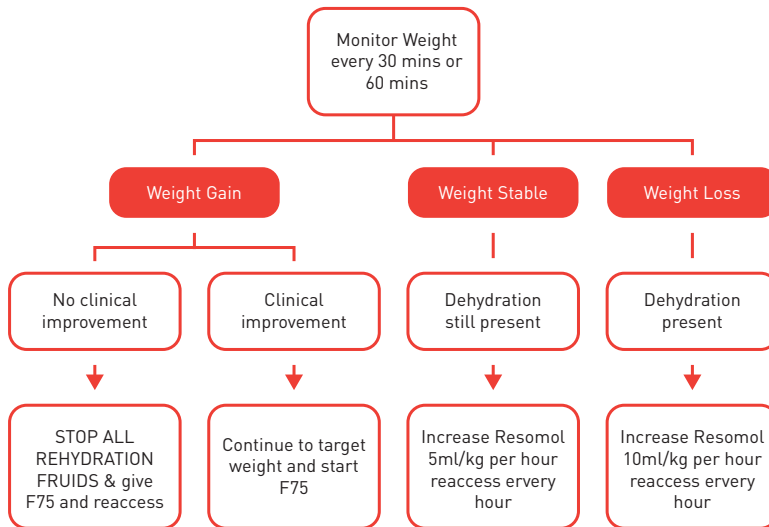 Monitor Weight
every 30 mins or
60 mins
Weight Gain
Weight Stable
Weight Loss
No clinical
improvement
Clinical
improvement
Dehydration
still present
Dehydration
present
STOP ALL
REHYDRATION
FRUIDS & give
F75 and reaccess
Continue to target
weight and start
F75
Increase Resomol
5ml/kg per hour
reaccess ervery
hour
Increase Resomol
10ml/kg per hour
reaccess ervery
hour